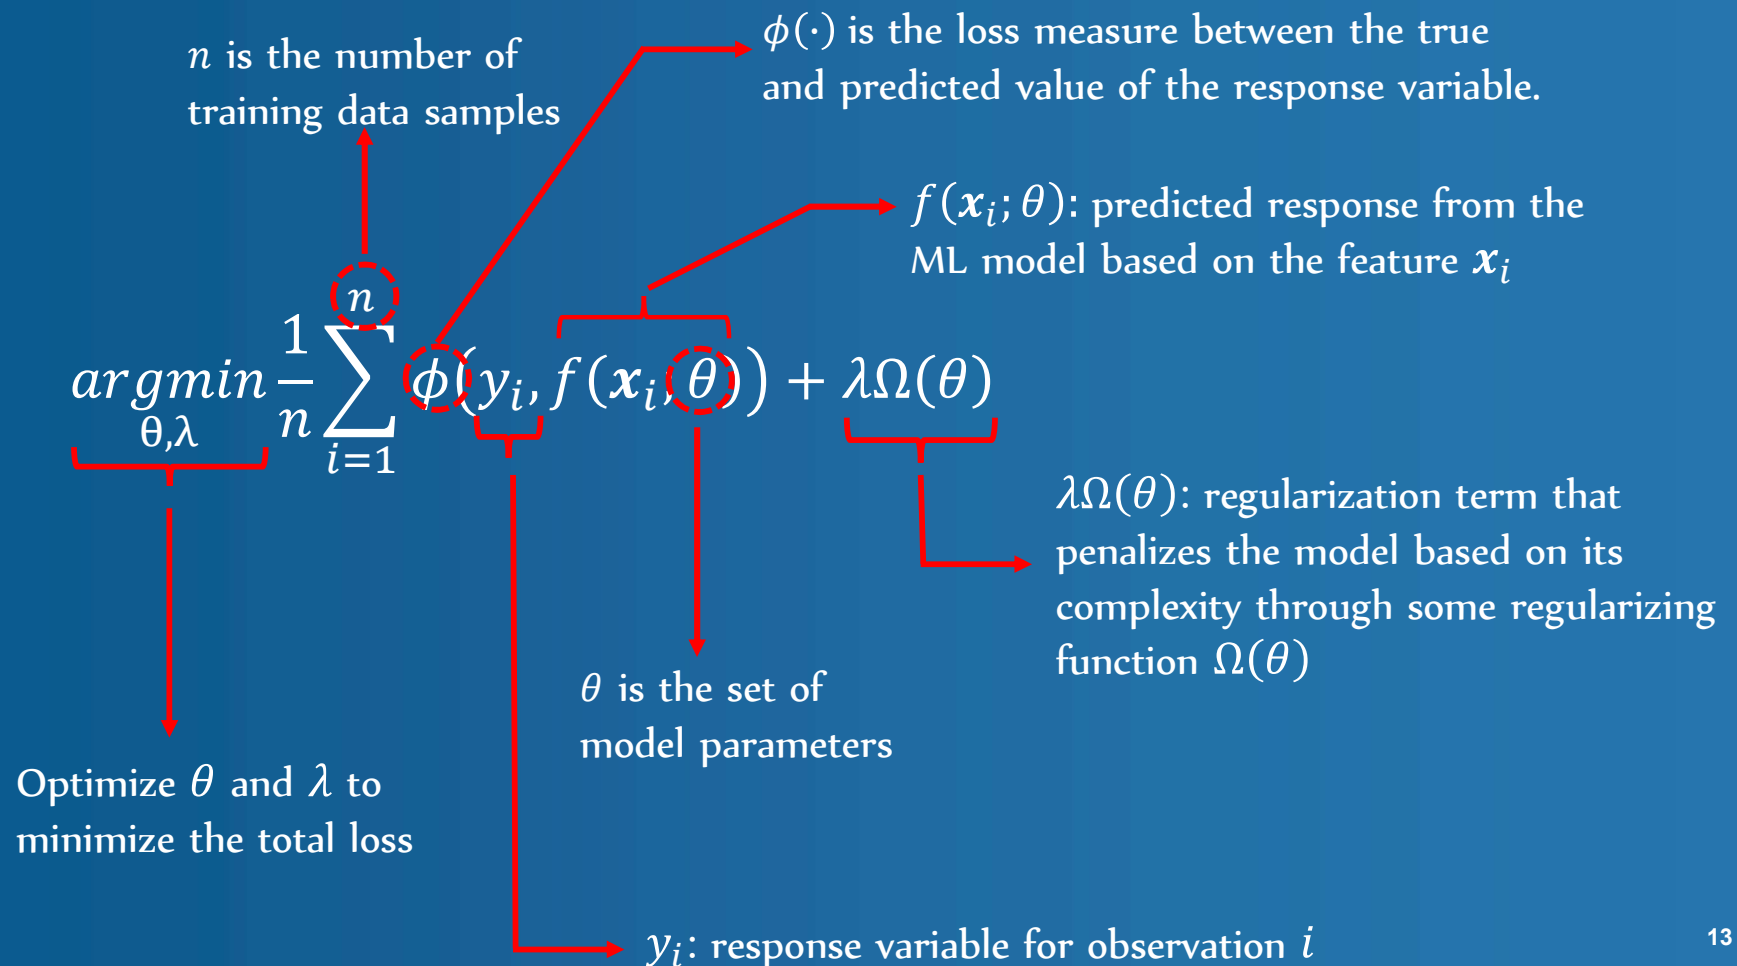 n is the number of
training data samples
ϕ(·) is the loss measure between the true
and predicted value of the response variable.
f(𝒙ᵢ; θ): predicted response from the
ML model based on the feature 𝒙ᵢ
n
argmin 1/n ∑ ϕ(yᵢ, f(𝒙ᵢ; θ)) + λΩ(θ)
θ,λ
i=1
λΩ(θ): regularization term that
penalizes the model based on its
complexity through some regularizing
function Ω(θ)
θ is the set of
model parameters
Optimize θ and λ to
minimize the total loss
yᵢ: response variable for observation i
13